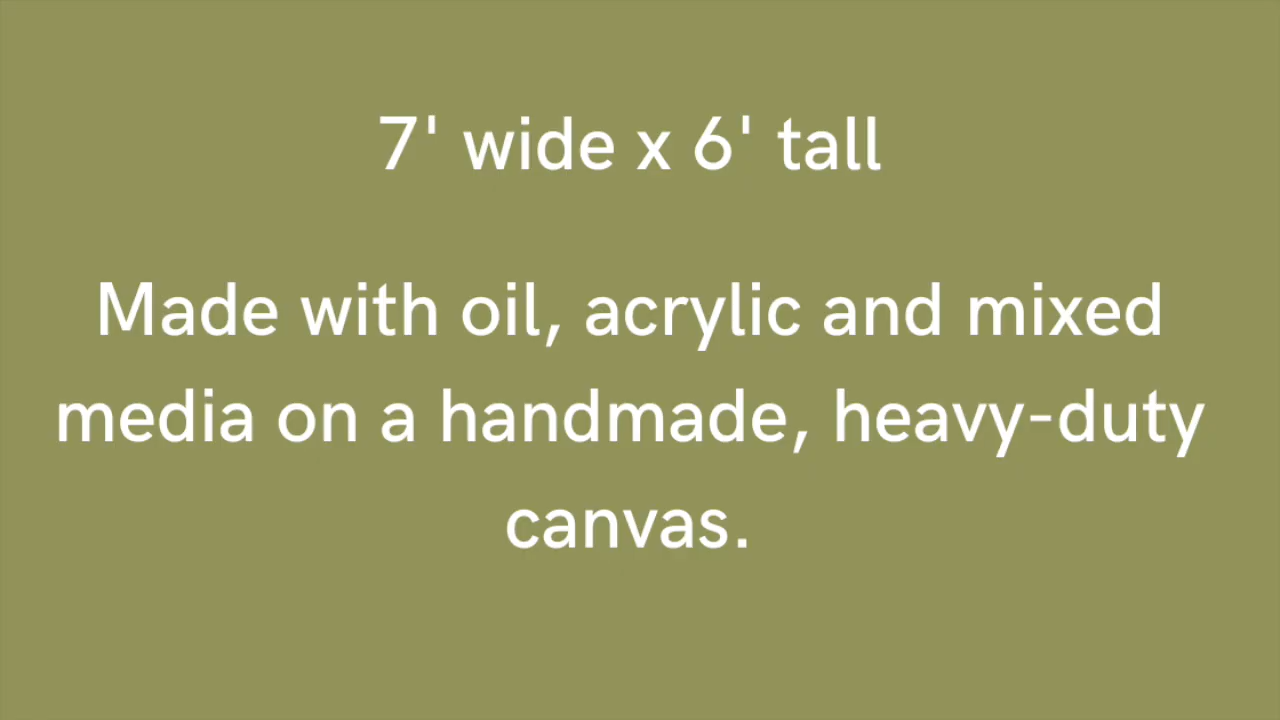 7' wide x 6' tall
Made with oil, acrylic and mixed
media on a handmade, heavy-duty
canvas.